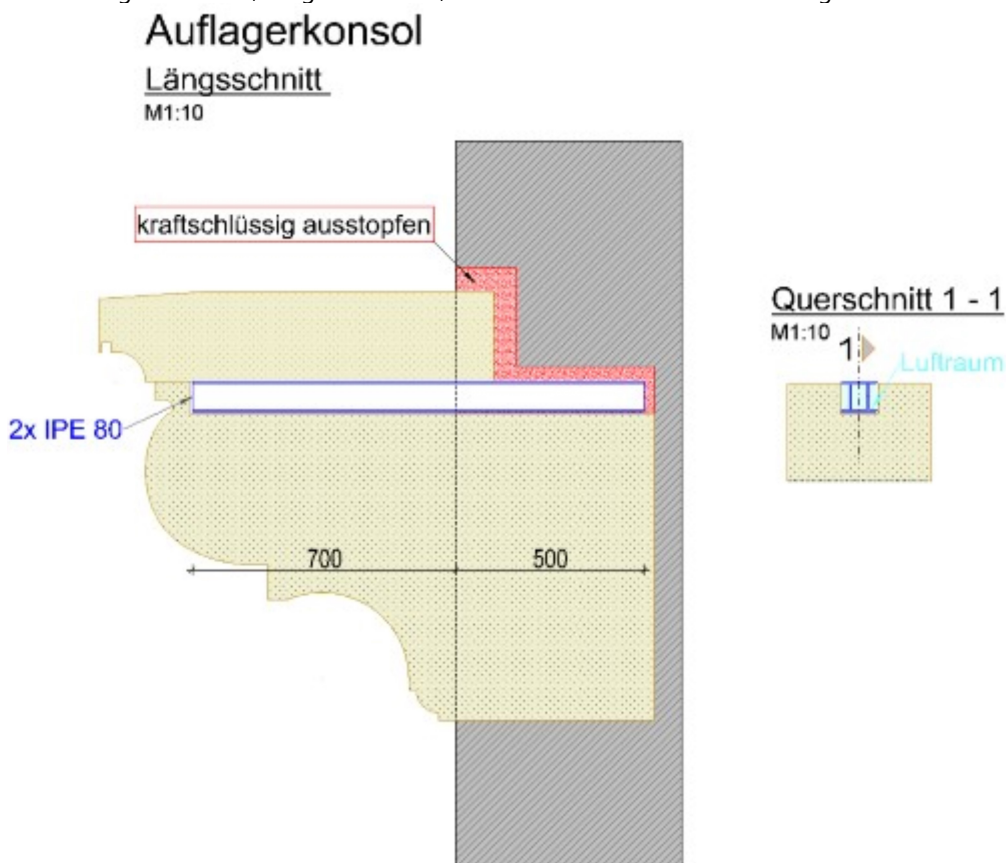 Auflagerkonsol
Längsschnitt
M1:10
kraftschlüssig ausstopfen
Querschnitt 1 - 1
M1:10
1
Luftraum
2x IPE 80
700
500